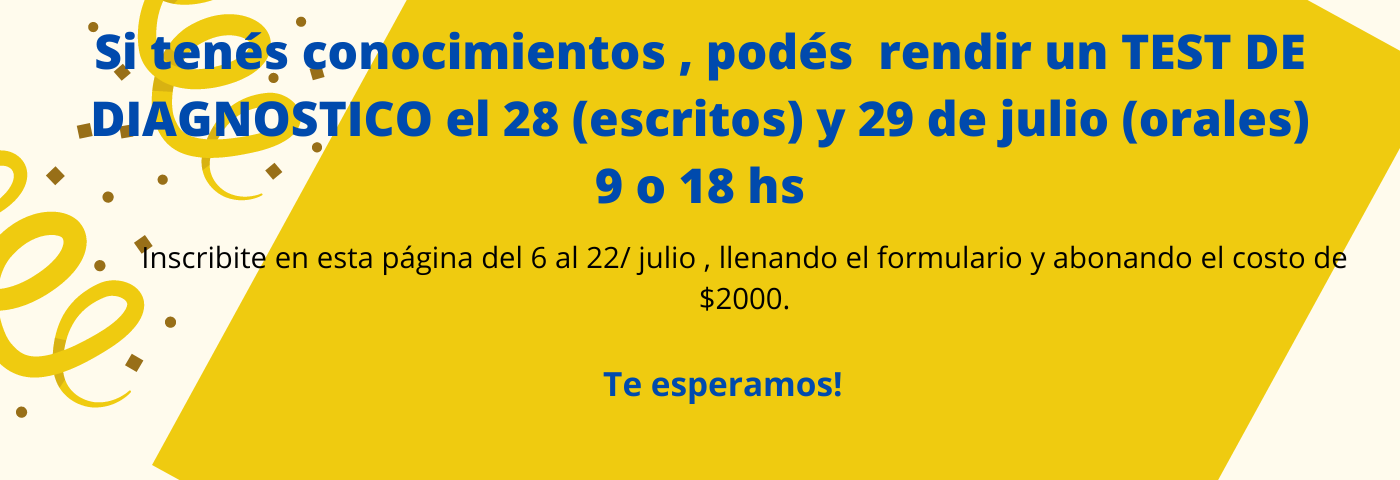 Si tenés conocimientos , podés  rendir un TEST DE
DIAGNOSTICO el 28 (escritos) y 29 de julio (orales)
9 o 18 hs
Inscribite en esta página del 6 al 22/ julio , llenando el formulario y abonando el costo de
$2000.
Te esperamos!